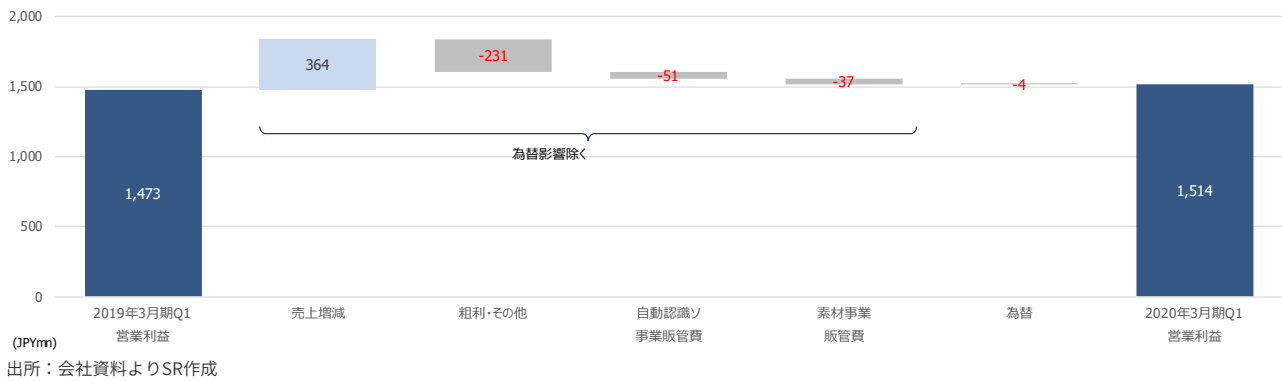 2,000
1,500
1,000
500
0
(JPYmn)
1,473
364
-231
-51
-37
-4
1,514
為替影響除く
2019年3月期Q1
営業利益
売上増減
粗利・その他
自動認識ソ
事業販管費
素材事業
販管費
為替
2020年3月期Q1
営業利益
出所：会社資料よりSR作成